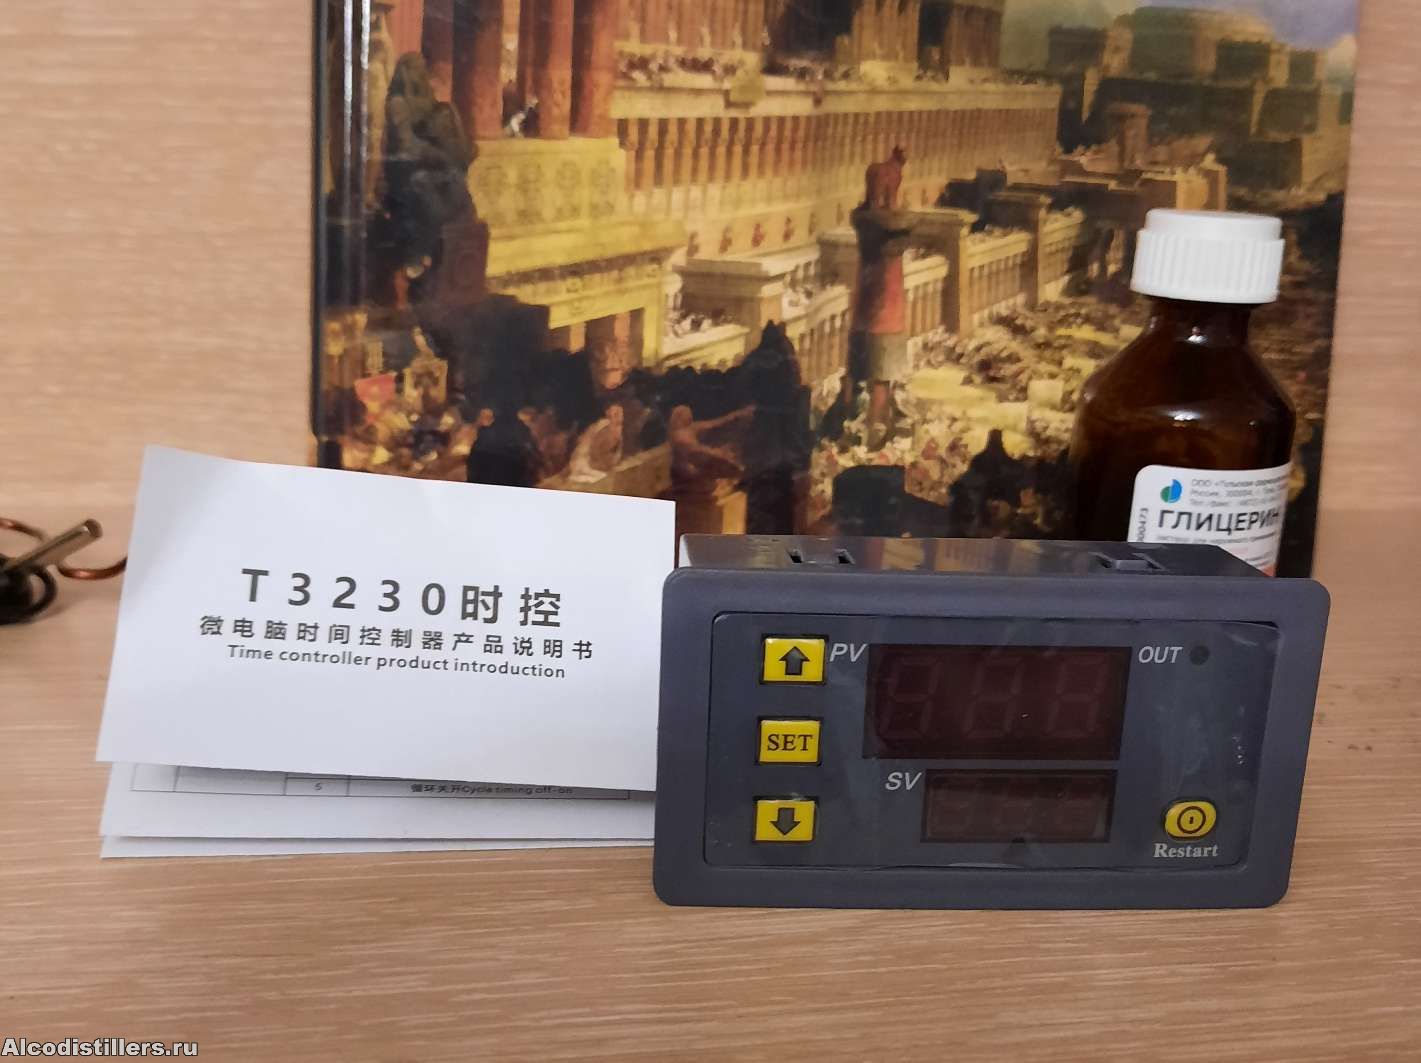 ГЛИЦЕРИН
T3230时控
微电脑时间控制器产品说明书
Time controller product introduction
5 循环关开Cycle timing off-on
PV
OUT
SET
SV
Restart
Alcodistillers.ru